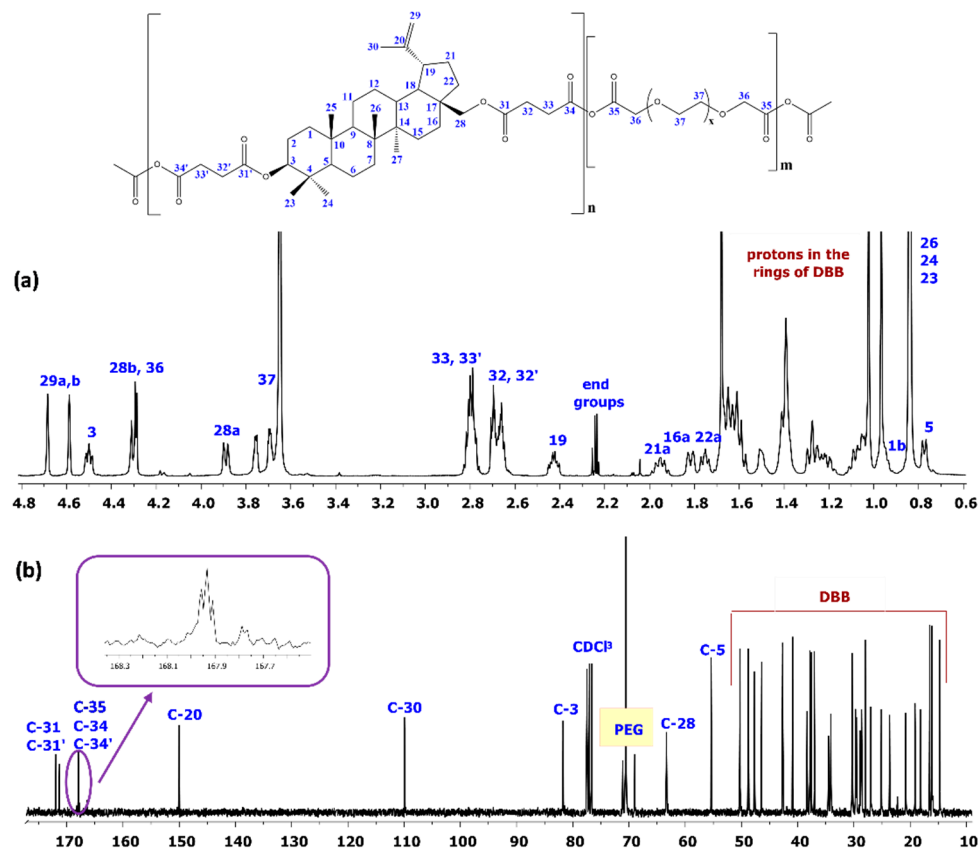 29
30
20
21
19
22
18
12
11
13
17
25
26
16
28
1
9
14
15
2
10
8
27
3
5
7
4
6
23
24
O
O
31
32
33
34
O
O
O
35
36
O
37
37
O
x
36
35
O
O
O
n
m
O
O
34'
33'
32'
31'
O
O
O
(a)
29a,b
3
28b, 36
28a
37
33, 33'
32, 32'
19
end
groups
21a
16a
22a
protons in the
rings of DBB
1b
26
24
23
5
4.8 4.6 4.4 4.2 4.0 3.8 3.6 3.4 3.2 3.0 2.8 2.6 2.4 2.2 2.0 1.8 1.6 1.4 1.2 1.0 0.8 0.6
(b)
168.3 168.1 167.9 167.7
C-31
C-31'
C-35
C-34
C-34'
C-20
C-30
C-3
CDCl³
PEG
C-28
C-5
DBB
170 160 150 140 130 120 110 100 90 80 70 60 50 40 30 20 10